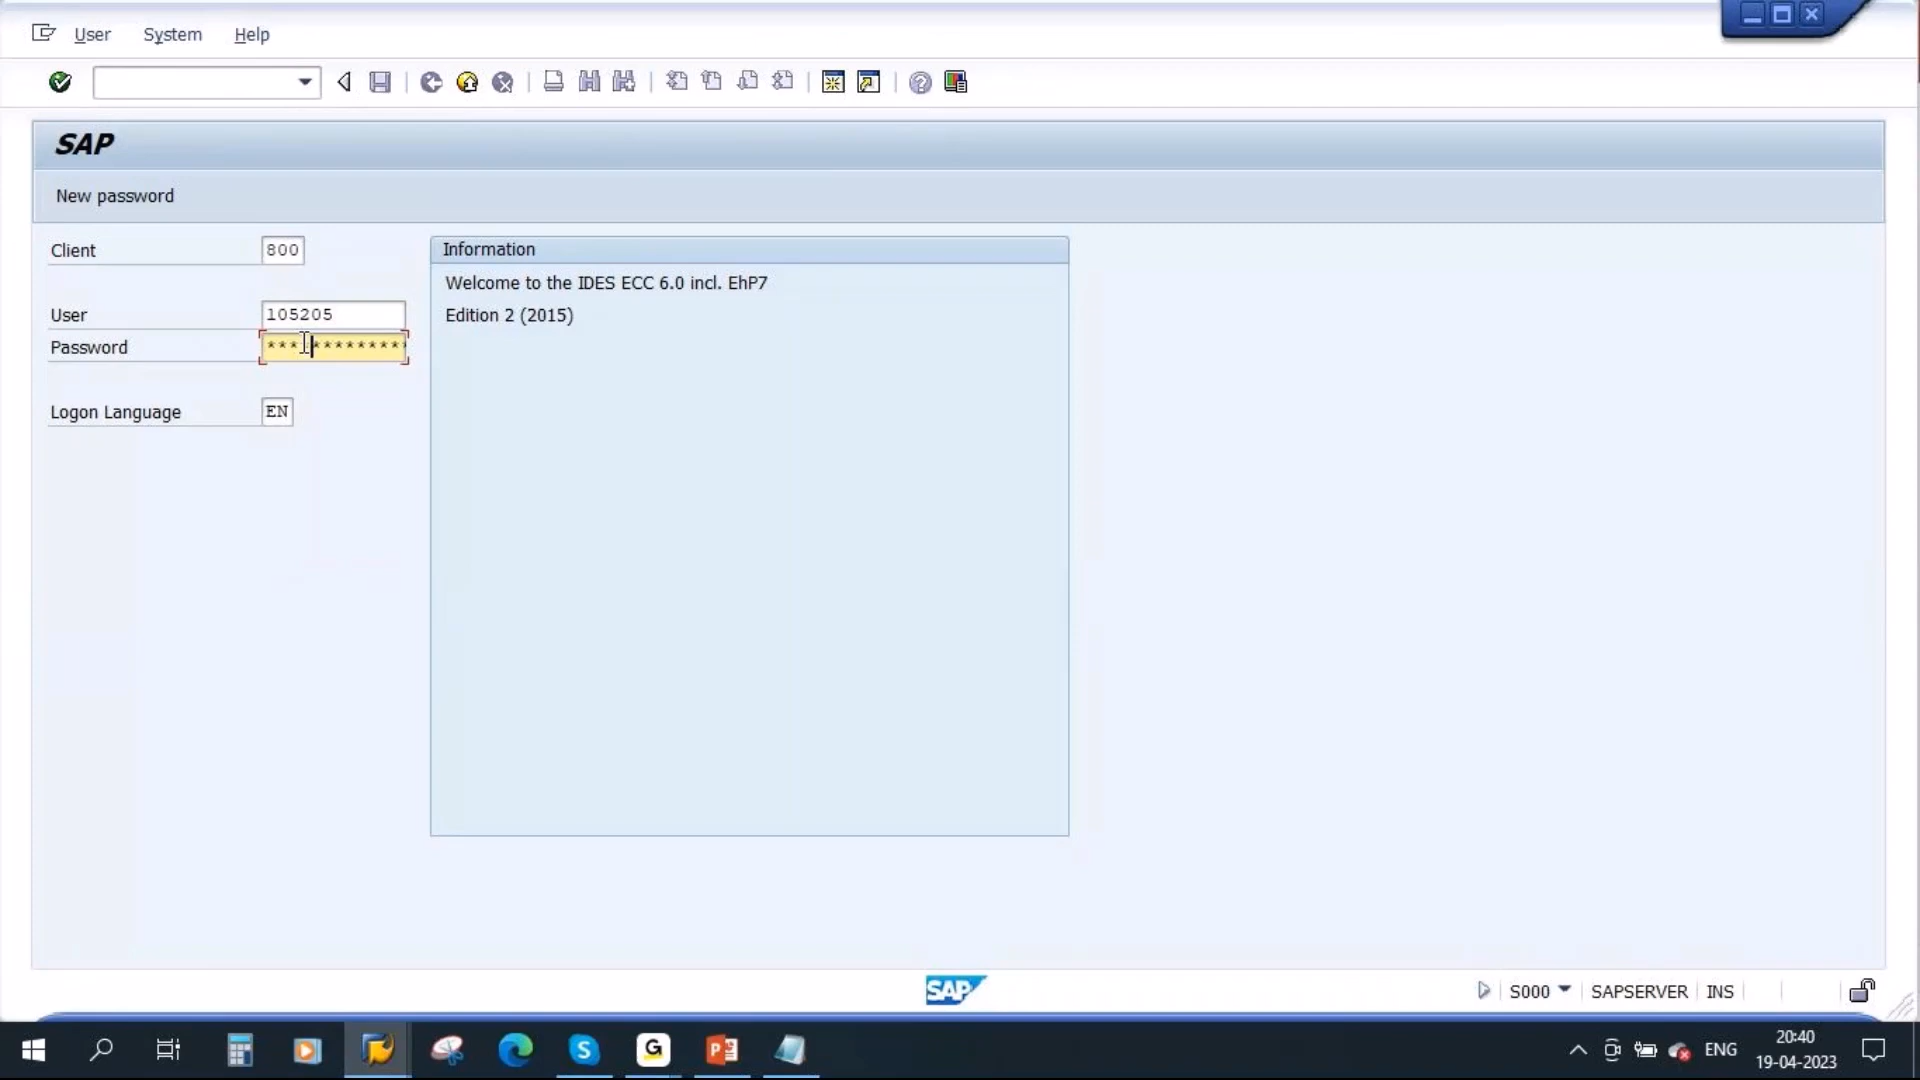 User System Help
SAP
New password
Client 800
User 105205
Password ***************
Logon Language EN
Information
Welcome to the IDES ECC 6.0 incl. EhP7
Edition 2 (2015)
SAP
S000 SAPSERVER INS
ENG
20:40
19-04-2023